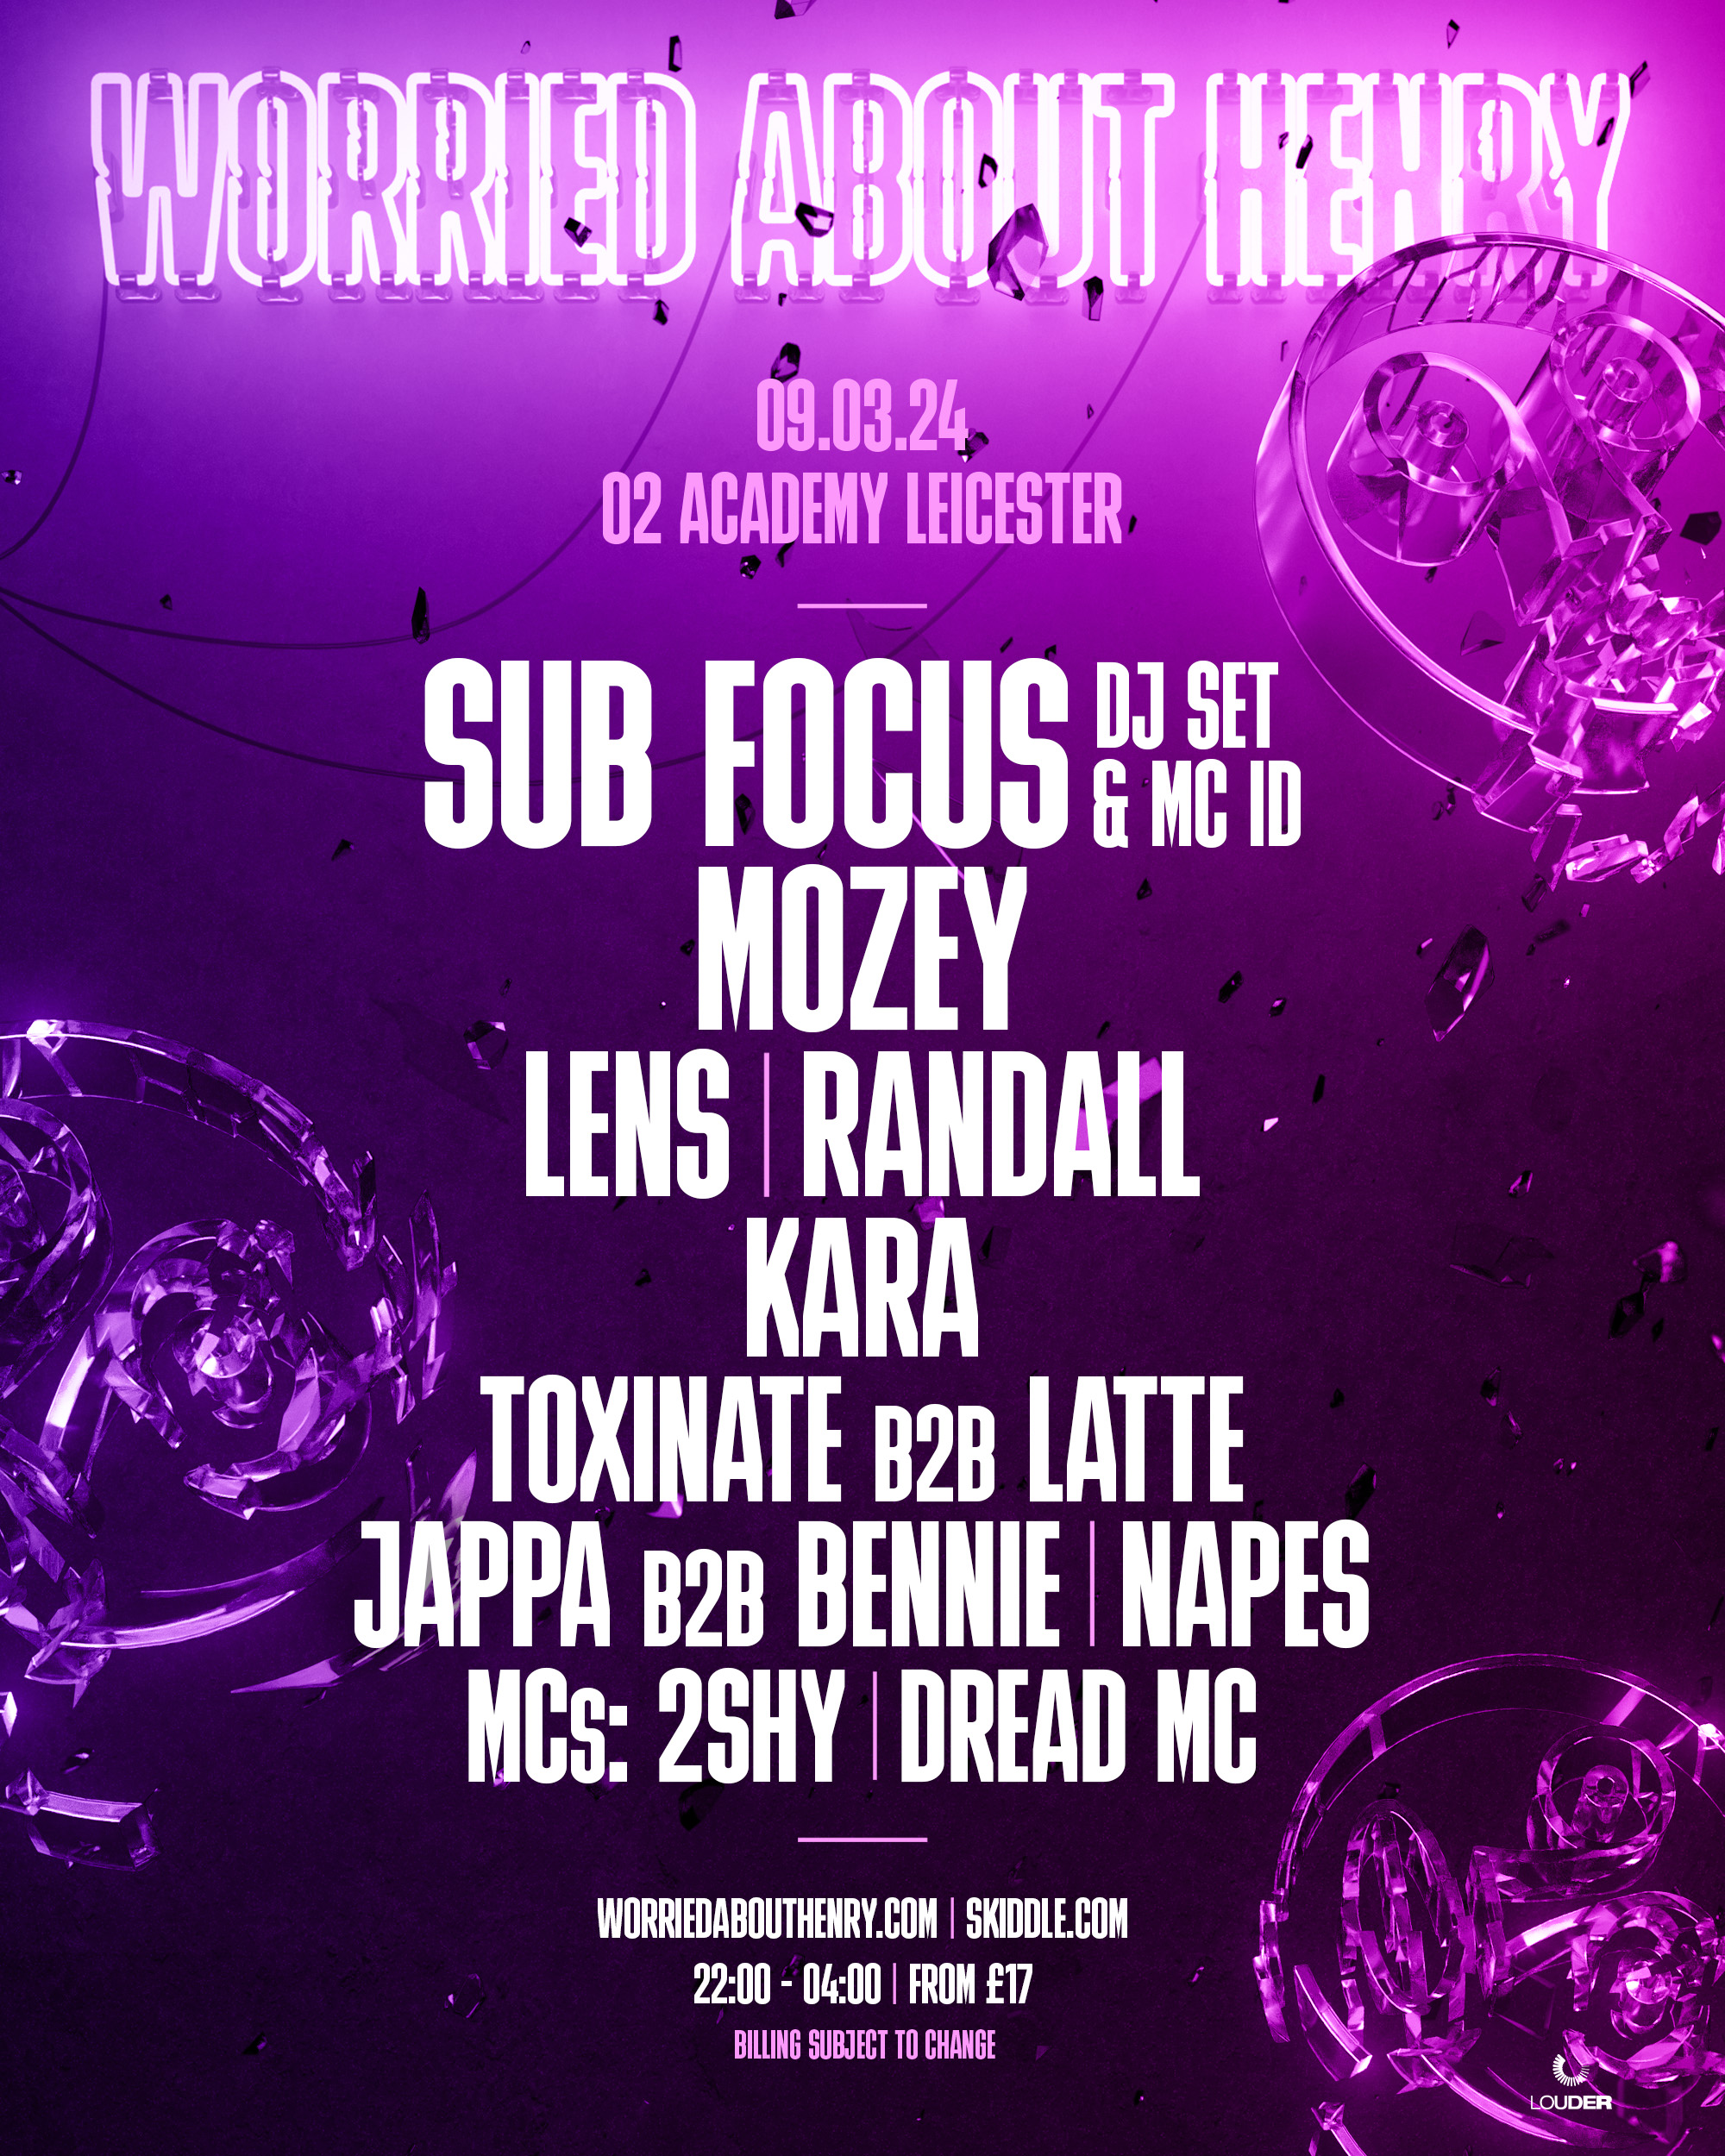 WORRIED ABOUT HENRY
09.03.24
O2 ACADEMY LEICESTER
SUB FOCUS DJ SET & MC ID
MOZEY
LENS | RANDALL
KARA
TOXINATE B2B LATTE
JAPPA B2B BENNIE | NAPES
MCs: 2SHY | DREAD MC
WORRIEDABOUTHENRY.COM | SKIDDLE.COM
22:00 - 04:00 | FROM £17
BILLING SUBJECT TO CHANGE
LOUDER